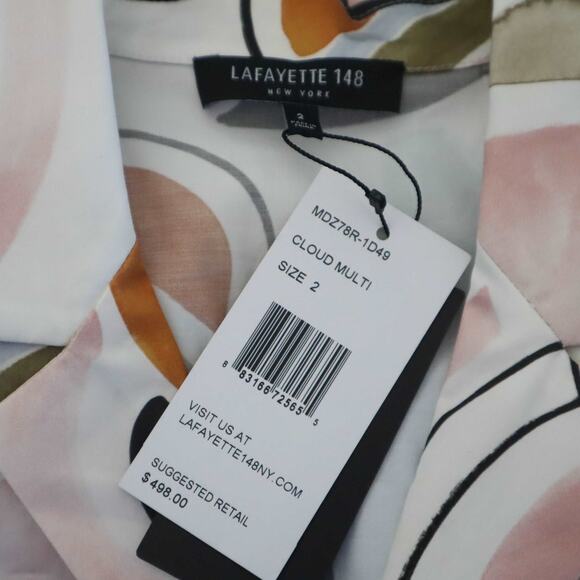 LAFAYETTE 148
NEW YORK
2
MDZ78R-1D49
CLOUD MULTI
SIZE 2
8 83166 72565 5
VISIT US AT
LAFAYETTE148NY.COM
SUGGESTED RETAIL
$498.00